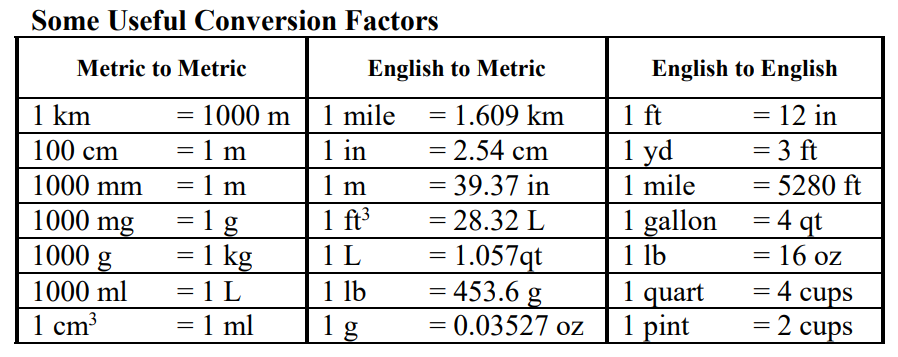 Some Useful Conversion Factors
Metric to Metric English to Metric English to English
1 km = 1000 m 1 mile = 1.609 km 1 ft = 12 in
100 cm = 1 m 1 in = 2.54 cm 1 yd = 3 ft
1000 mm = 1 m 1 m = 39.37 in 1 mile = 5280 ft
1000 mg = 1 g 1 ft³ = 28.32 L 1 gallon = 4 qt
1000 g = 1 kg 1 L = 1.057qt 1 lb = 16 oz
1000 ml = 1 L 1 lb = 453.6 g 1 quart = 4 cups
1 cm³ = 1 ml 1 g = 0.03527 oz 1 pint = 2 cups